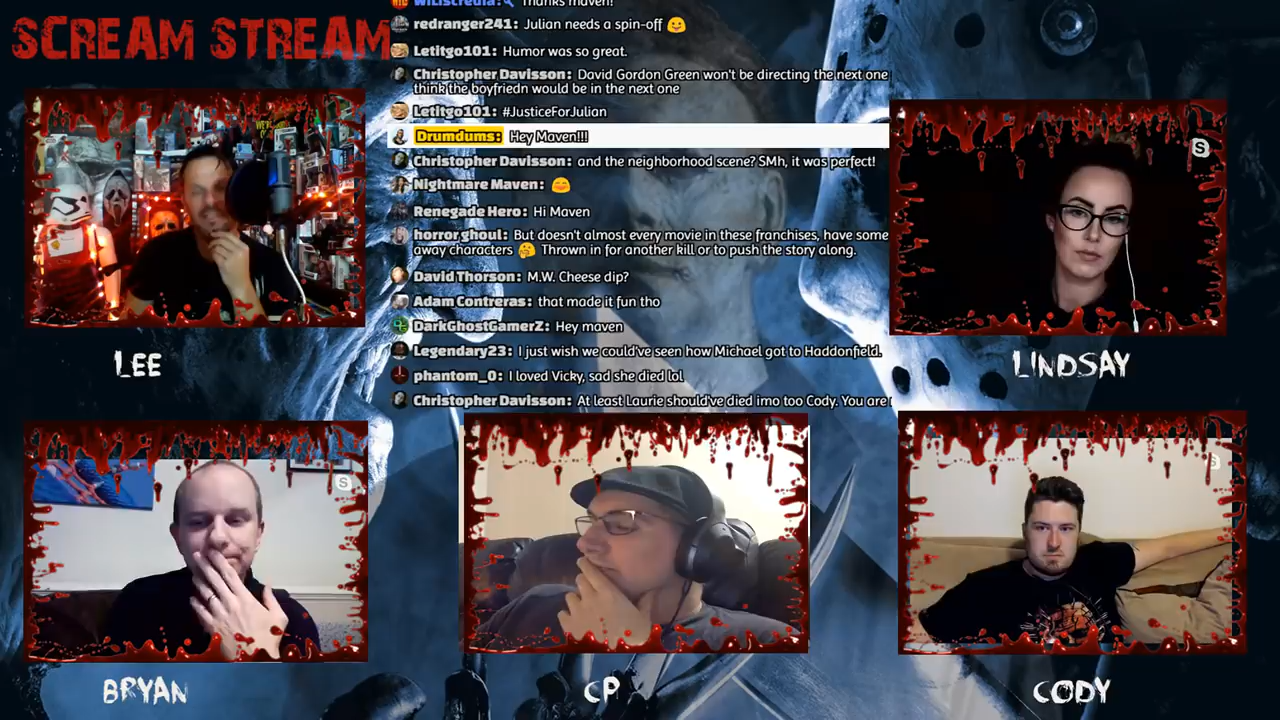 SCREAM STREAM
Thanks maven!
redranger241: Julian needs a spin-off
Letitgo101: Humor was so great.
Christopher Davisson: David Gordon Green won't be directing the next one
think the boyfriedn would be in the next one
Letitgo101: #JusticeForJulian
Drumdums: Hey Maven!!!
Christopher Davisson: and the neighborhood scene? SMh, it was perfect!
Nightmare Maven:
Renegade Hero: Hi Maven
horror ghoul: But doesn't almost every movie in these franchises, have some
away characters Thrown in for another kill or to push the story along.
David Thorson: M.W. Cheese dip?
Adam Contreras: that made it fun tho
DarkGhostGamerZ: Hey maven
Legendary23: I just wish we could've seen how Michael got to Haddonfield.
phantom_0: I loved Vicky, sad she died lol
Christopher Davisson: At least Laurie should've died imo too Cody. You are
LEE
LINDSAY
BRYAN
CP
CODY